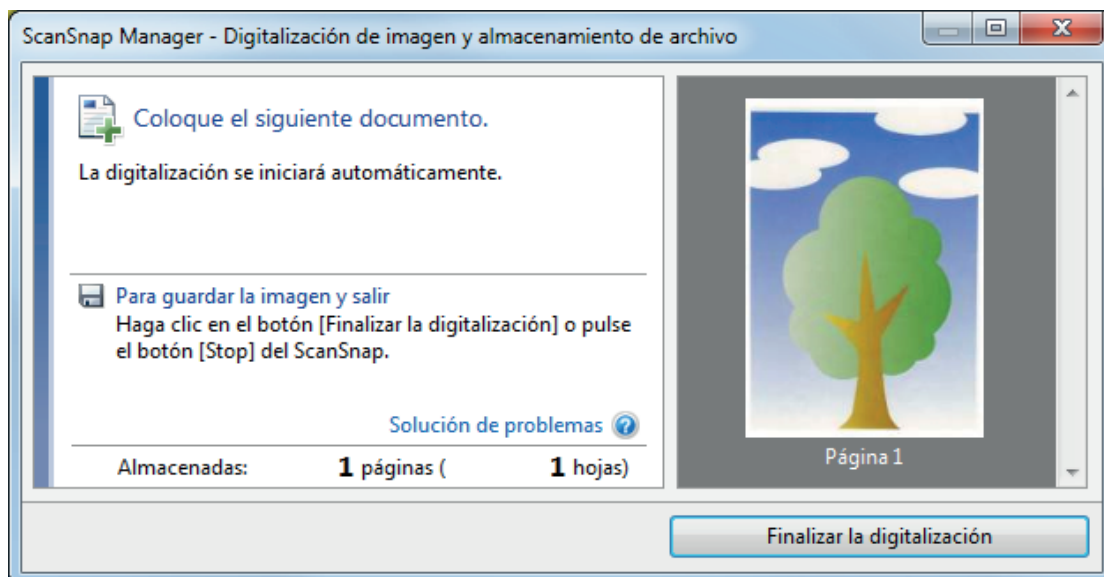 ScanSnap Manager - Digitalización de imagen y almacenamiento de archivo
Coloque el siguiente documento.
La digitalización se iniciará automáticamente.
Para guardar la imagen y salir
Haga clic en el botón [Finalizar la digitalización] o pulse
el botón [Stop] del ScanSnap.
Solución de problemas ?
Almacenadas: 1 páginas ( 1 hojas)
Página 1
Finalizar la digitalización